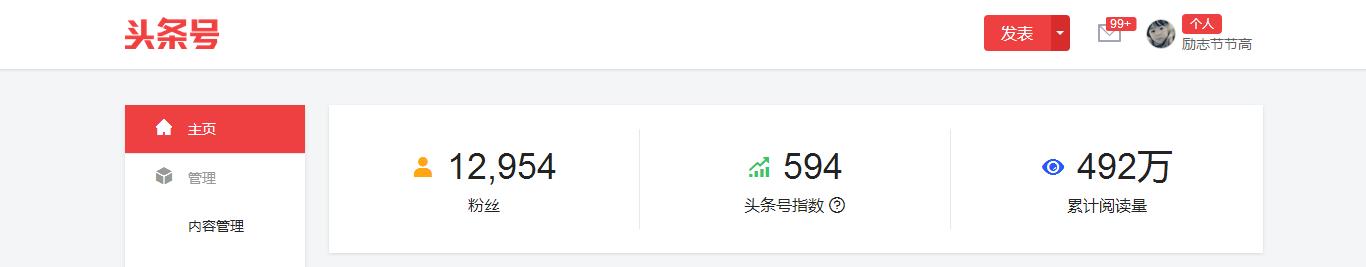 头条号
发表
99+
个人
励志节节高
主页
管理
内容管理
12,954
粉丝
594
头条号指数
492万
累计阅读量